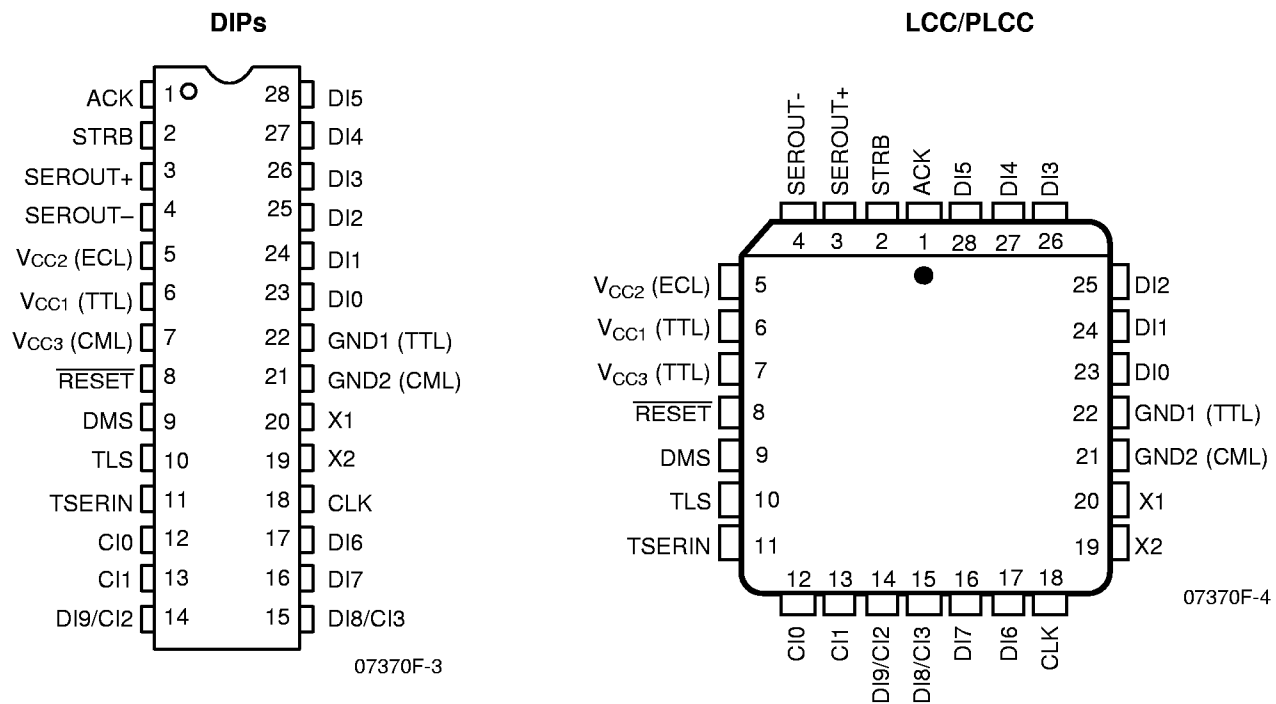 DIPs
ACK 1 28 DI5
STRB 2 27 DI4
SEROUT+ 3 26 DI3
SEROUT– 4 25 DI2
VCC2 (ECL) 5 24 DI1
VCC1 (TTL) 6 23 DI0
VCC3 (CML) 7 22 GND1 (TTL)
RESET 8 21 GND2 (CML)
DMS 9 20 X1
TLS 10 19 X2
TSERIN 11 18 CLK
CI0 12 17 DI6
CI1 13 16 DI7
DI9/CI2 14 15 DI8/CI3
07370F-3
LCC/PLCC
SEROUT- SEROUT+ STRB ACK DI5 DI4 DI3
4 3 2 1 28 27 26
VCC2 (ECL) 5 25 DI2
VCC1 (TTL) 6 24 DI1
VCC3 (TTL) 7 23 DI0
RESET 8 22 GND1 (TTL)
DMS 9 21 GND2 (CML)
TLS 10 20 X1
TSERIN 11 19 X2
12 13 14 15 16 17 18
CI0 CI1 DI9/CI2 DI8/CI3 DI7 DI6 CLK
07370F-4